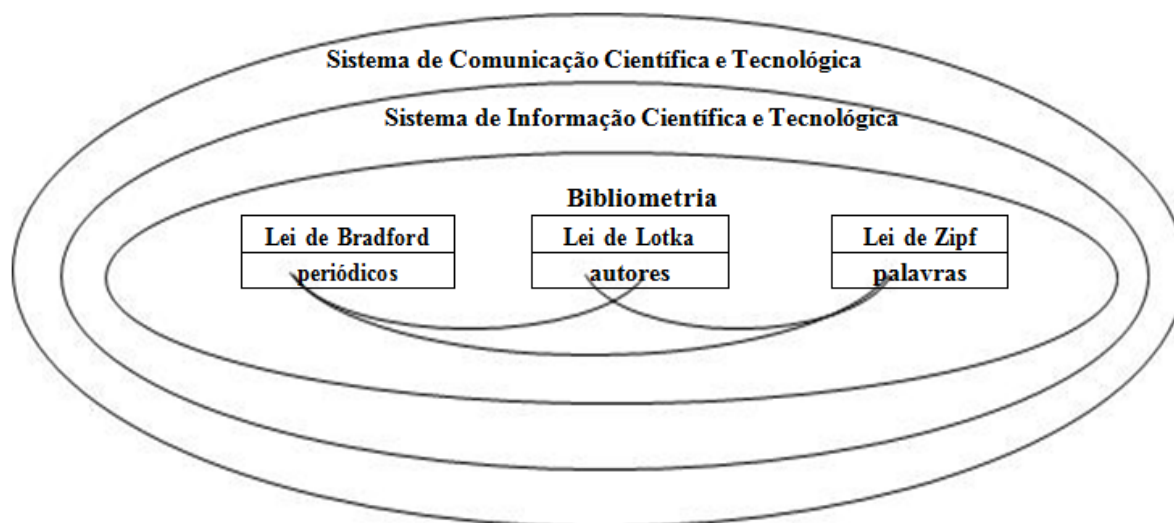 Sistema de Comunicação Científica e Tecnológica
Sistema de Informação Científica e Tecnológica
Bibliometria
Lei de Bradford
Lei de Lotka
Lei de Zipf
periódicos
autores
palavras